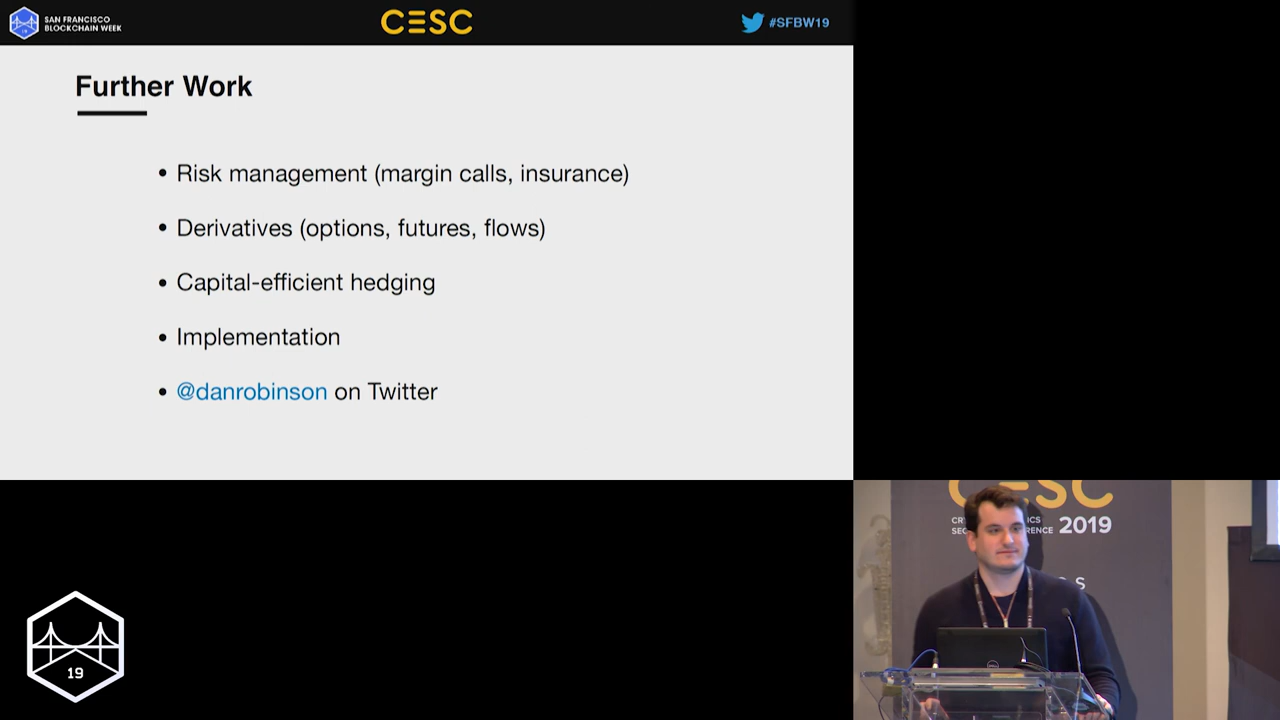 SAN FRANCISCO
BLOCKCHAIN WEEK
19
CESC
#SFBW19
Further Work
• Risk management (margin calls, insurance)
• Derivatives (options, futures, flows)
• Capital-efficient hedging
• Implementation
• @danrobinson on Twitter
CESC
2019
19